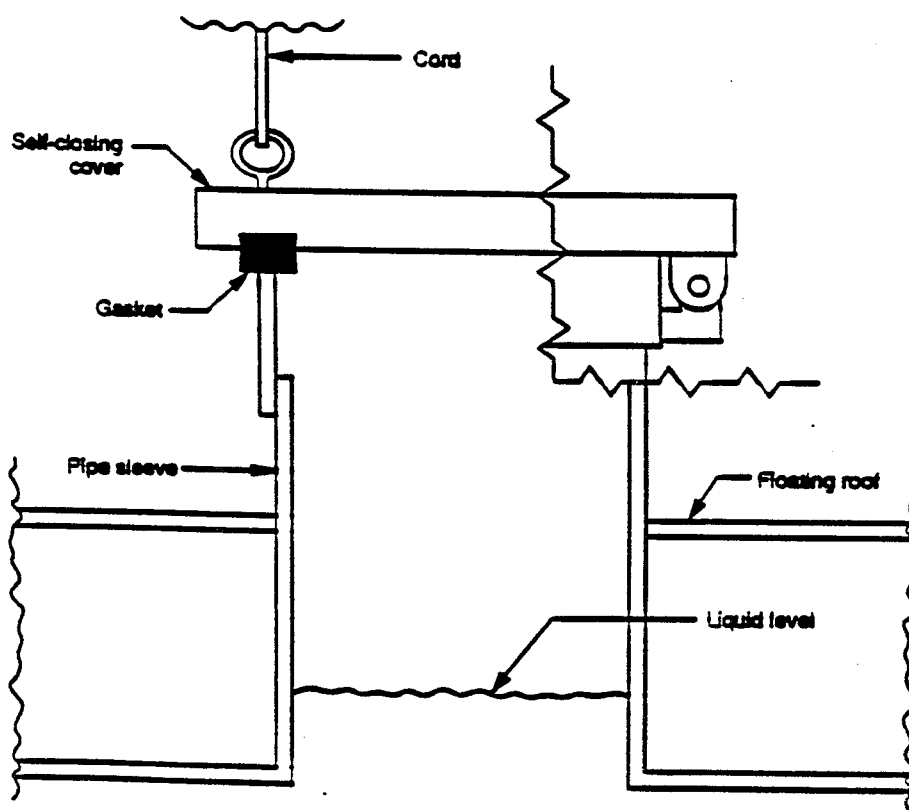 Cord
Self-closing
cover
Gasket
Pipe sleeve
Floating roof
Liquid level